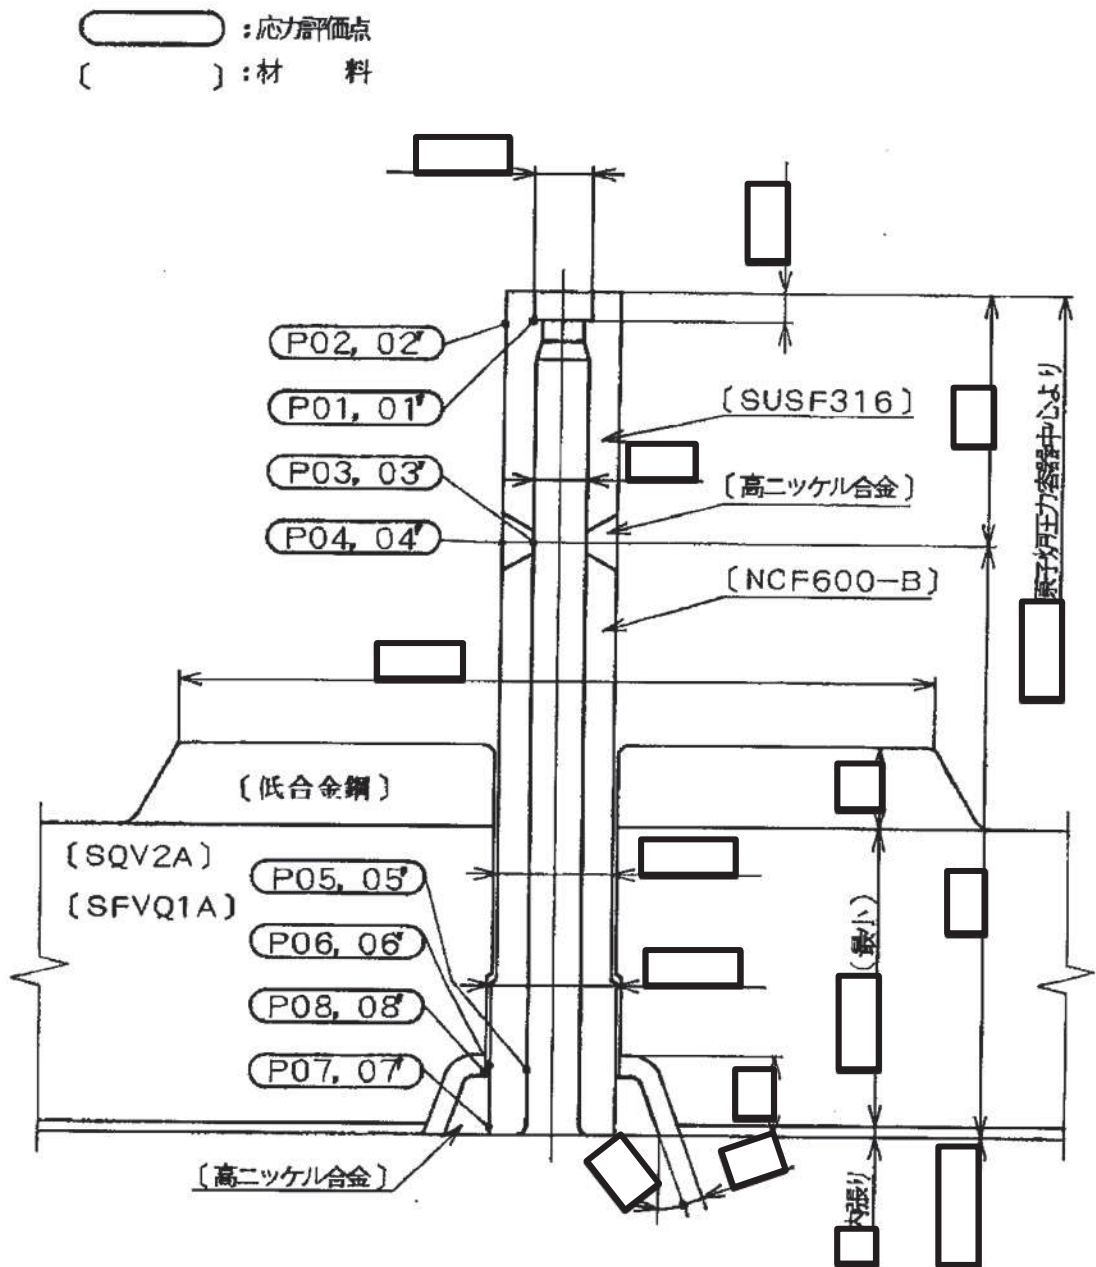 ：応力評価点
〔　　　〕：材　料
P02, 02'
P01, 01'
〔SUSF316〕
P03, 03'
〔高ニッケル合金〕
P04, 04'
〔NCF600-B〕
原子炉圧力容器中心より
〔低合金鋼〕
〔SQV2A〕
〔SFVQ1A〕
P05, 05'
P06, 06'
P08, 08'
P07, 07'
(最小)
〔高ニッケル合金〕
内張り